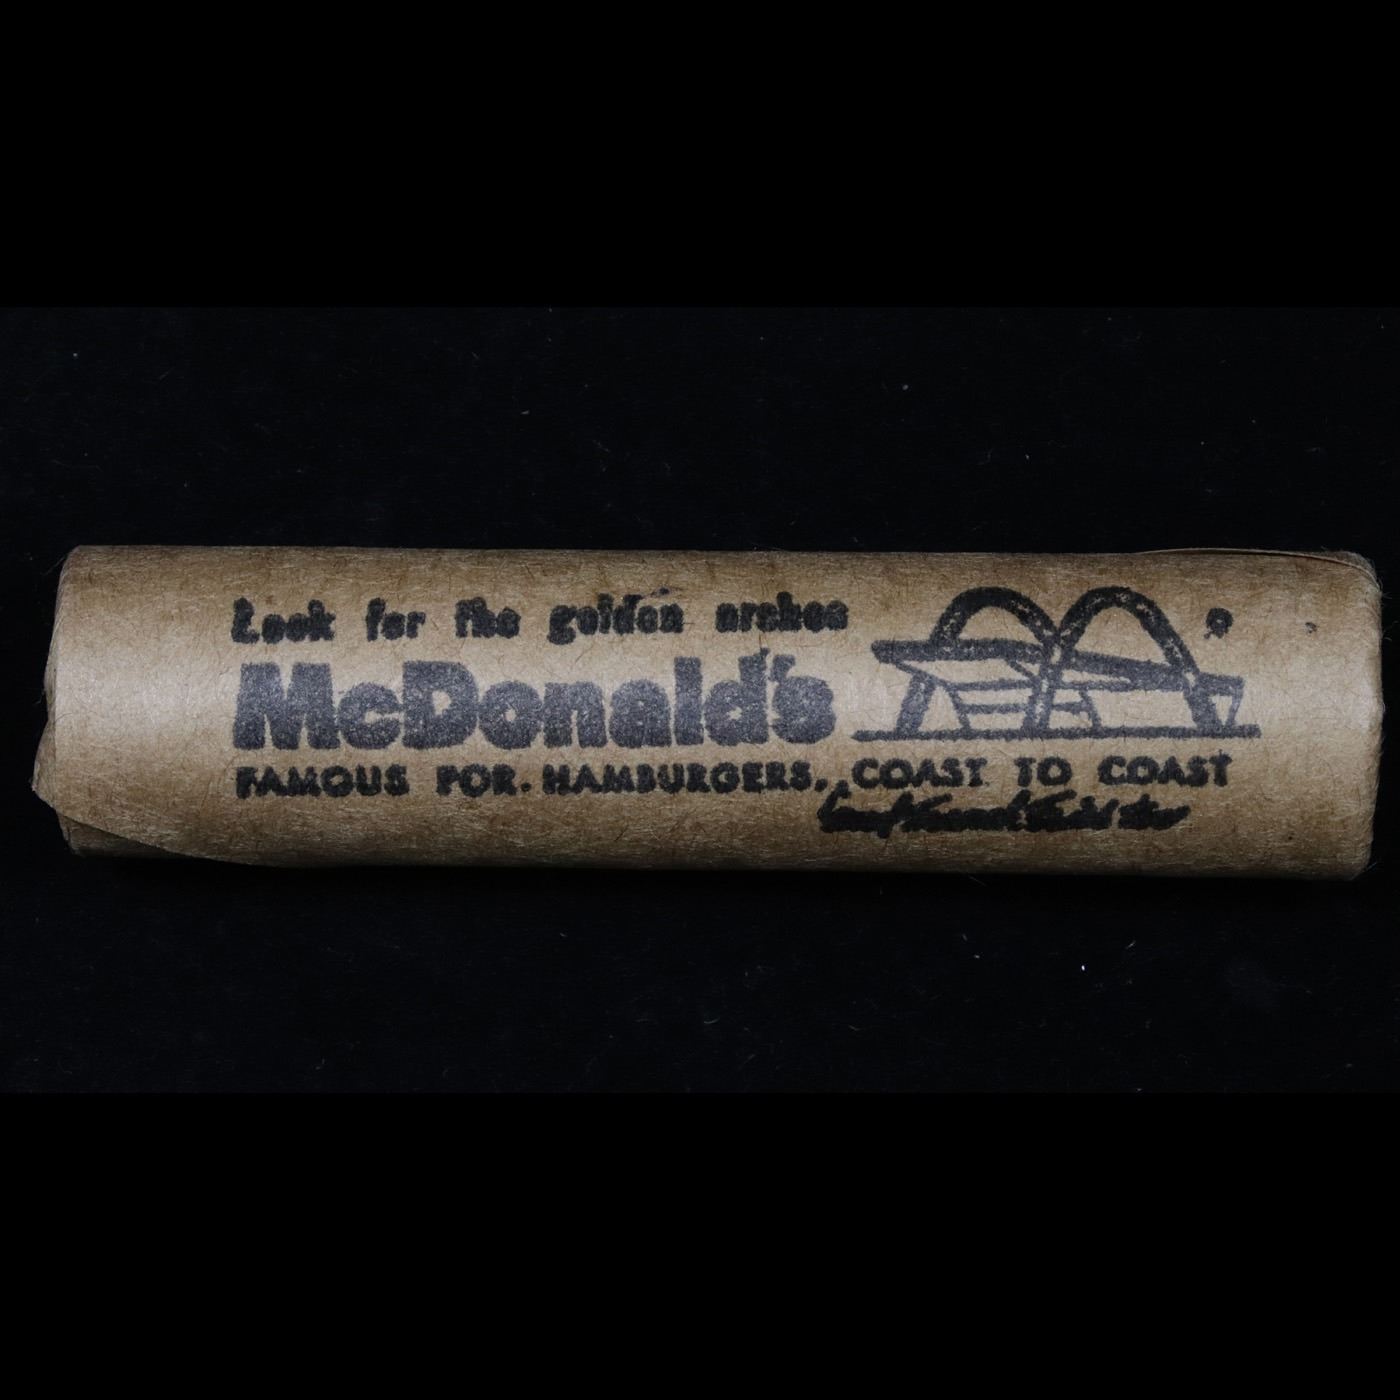 Look for the golden arches
McDonald's
FAMOUS FOR HAMBURGERS, COAST TO COAST